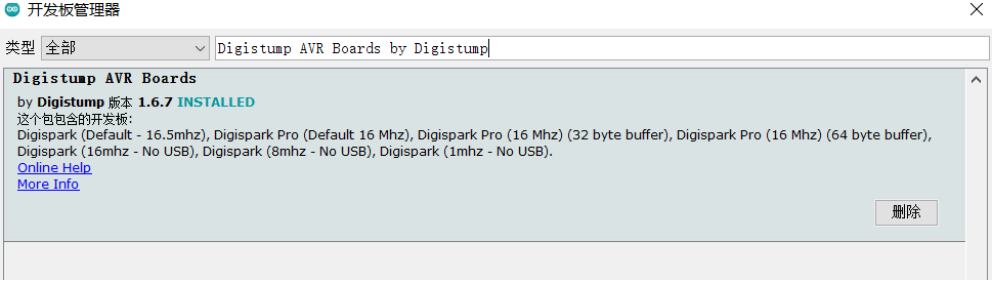 开发板管理器
类型 全部 Digistump AVR Boards by Digistump
Digistump AVR Boards
by Digistump 版本 1.6.7 INSTALLED
这个包包含的开发板:
Digispark (Default - 16.5mhz), Digispark Pro (Default 16 Mhz), Digispark Pro (16 Mhz) (32 byte buffer), Digispark Pro (16 Mhz) (64 byte buffer),
Digispark (16mhz - No USB), Digispark (8mhz - No USB), Digispark (1mhz - No USB).
Online Help
More Info
删除